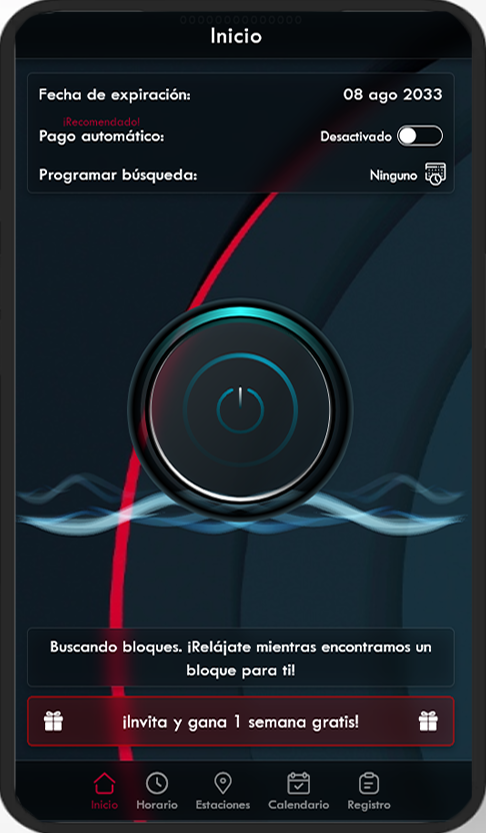 Inicio
Fecha de expiración: 08 ago 2033
¡Recomendado!
Pago automático: Desactivado
Programar búsqueda: Ninguno
Buscando bloques. ¡Relájate mientras encontramos un
bloque para ti!
¡Invita y gana 1 semana gratis!
Inicio Horario Estaciones Calendario Registro